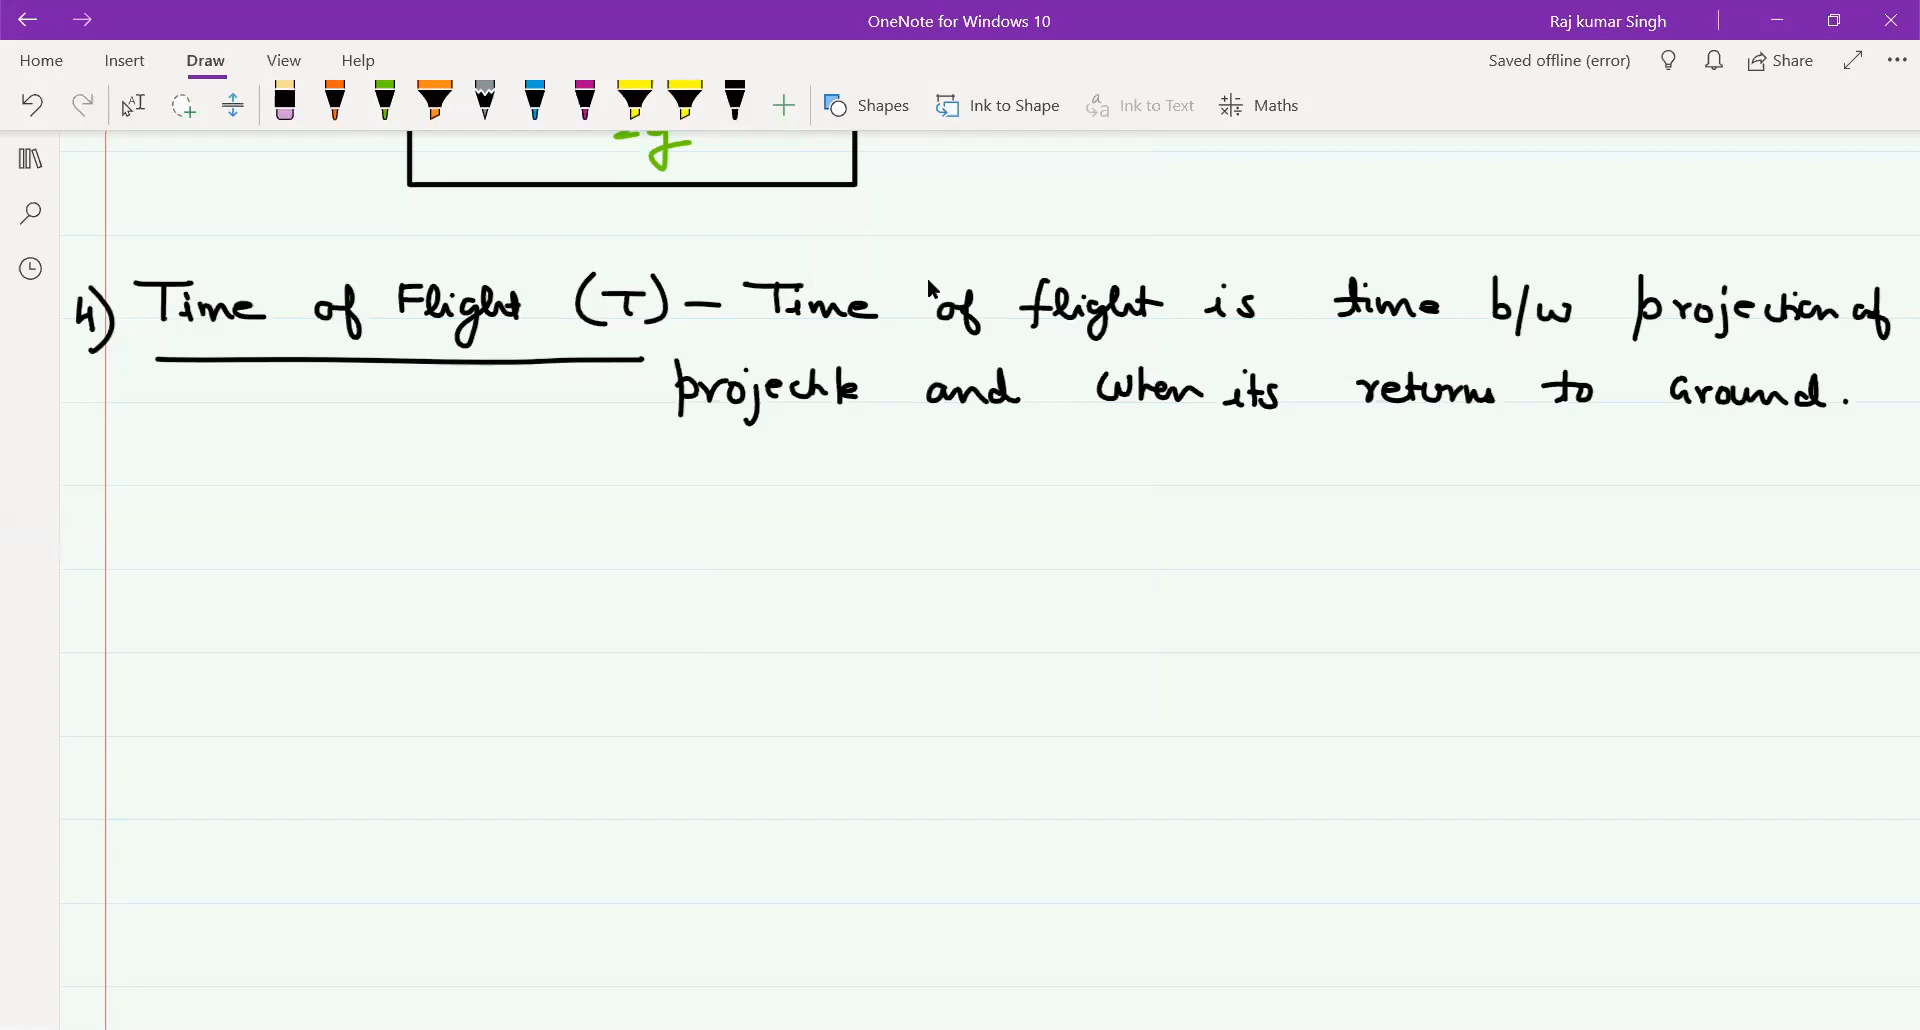 OneNote for Windows 10
Raj kumar Singh
Home Insert Draw View Help
Saved offline (error) Share
Shapes Ink to Shape Ink to Text Maths
4) Time of Flight (T) – Time of flight is time b/w projection of
projectile and when its returns to Ground.